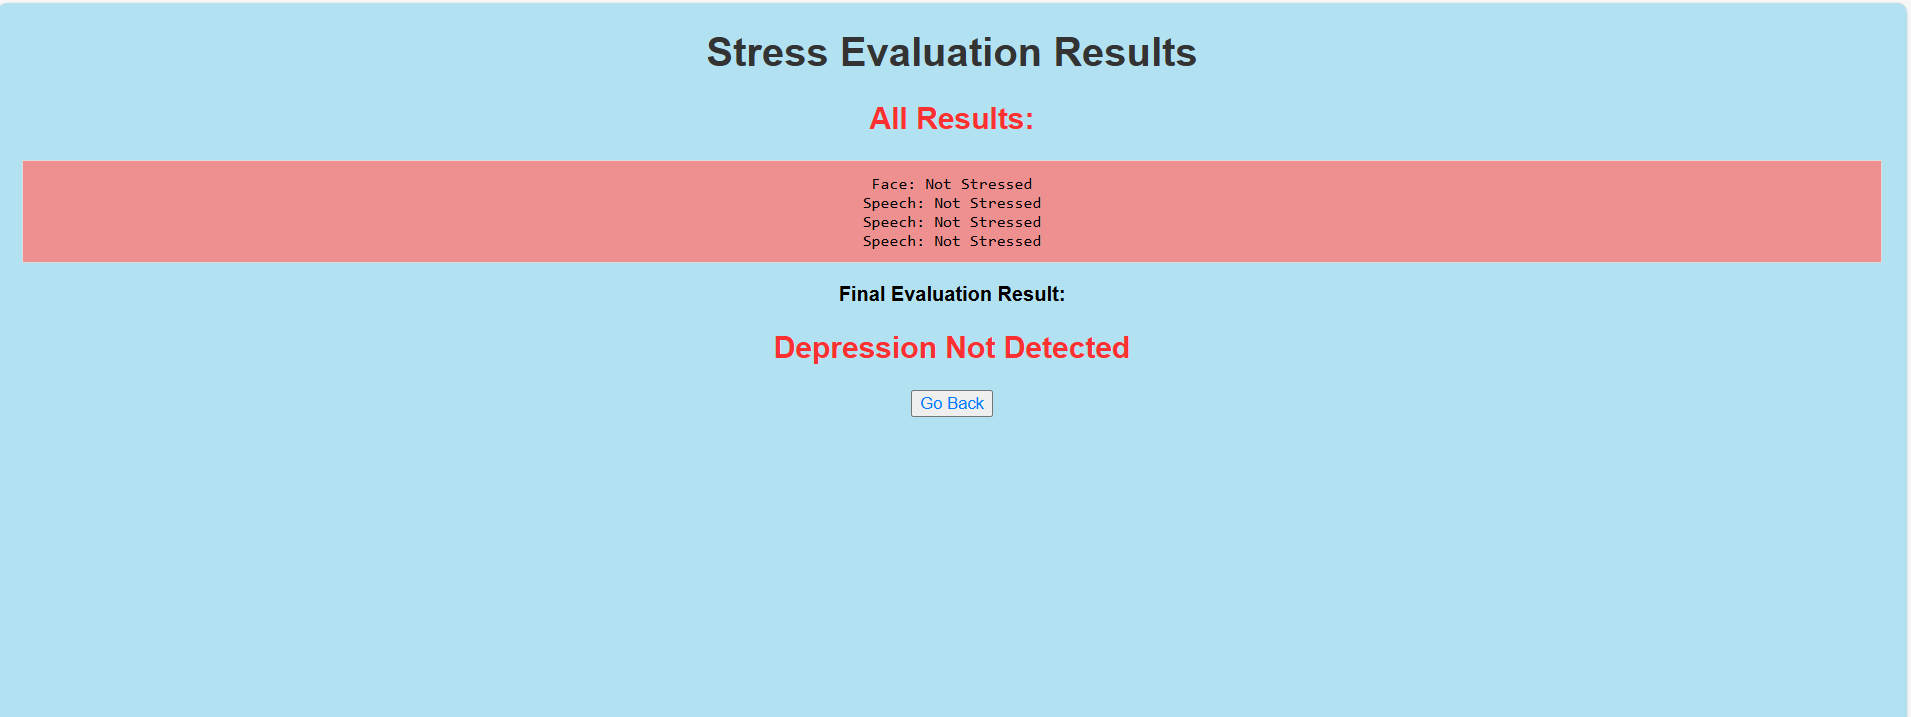 Stress Evaluation Results
All Results:
Face: Not Stressed
Speech: Not Stressed
Speech: Not Stressed
Speech: Not Stressed
Final Evaluation Result:
Depression Not Detected
Go Back